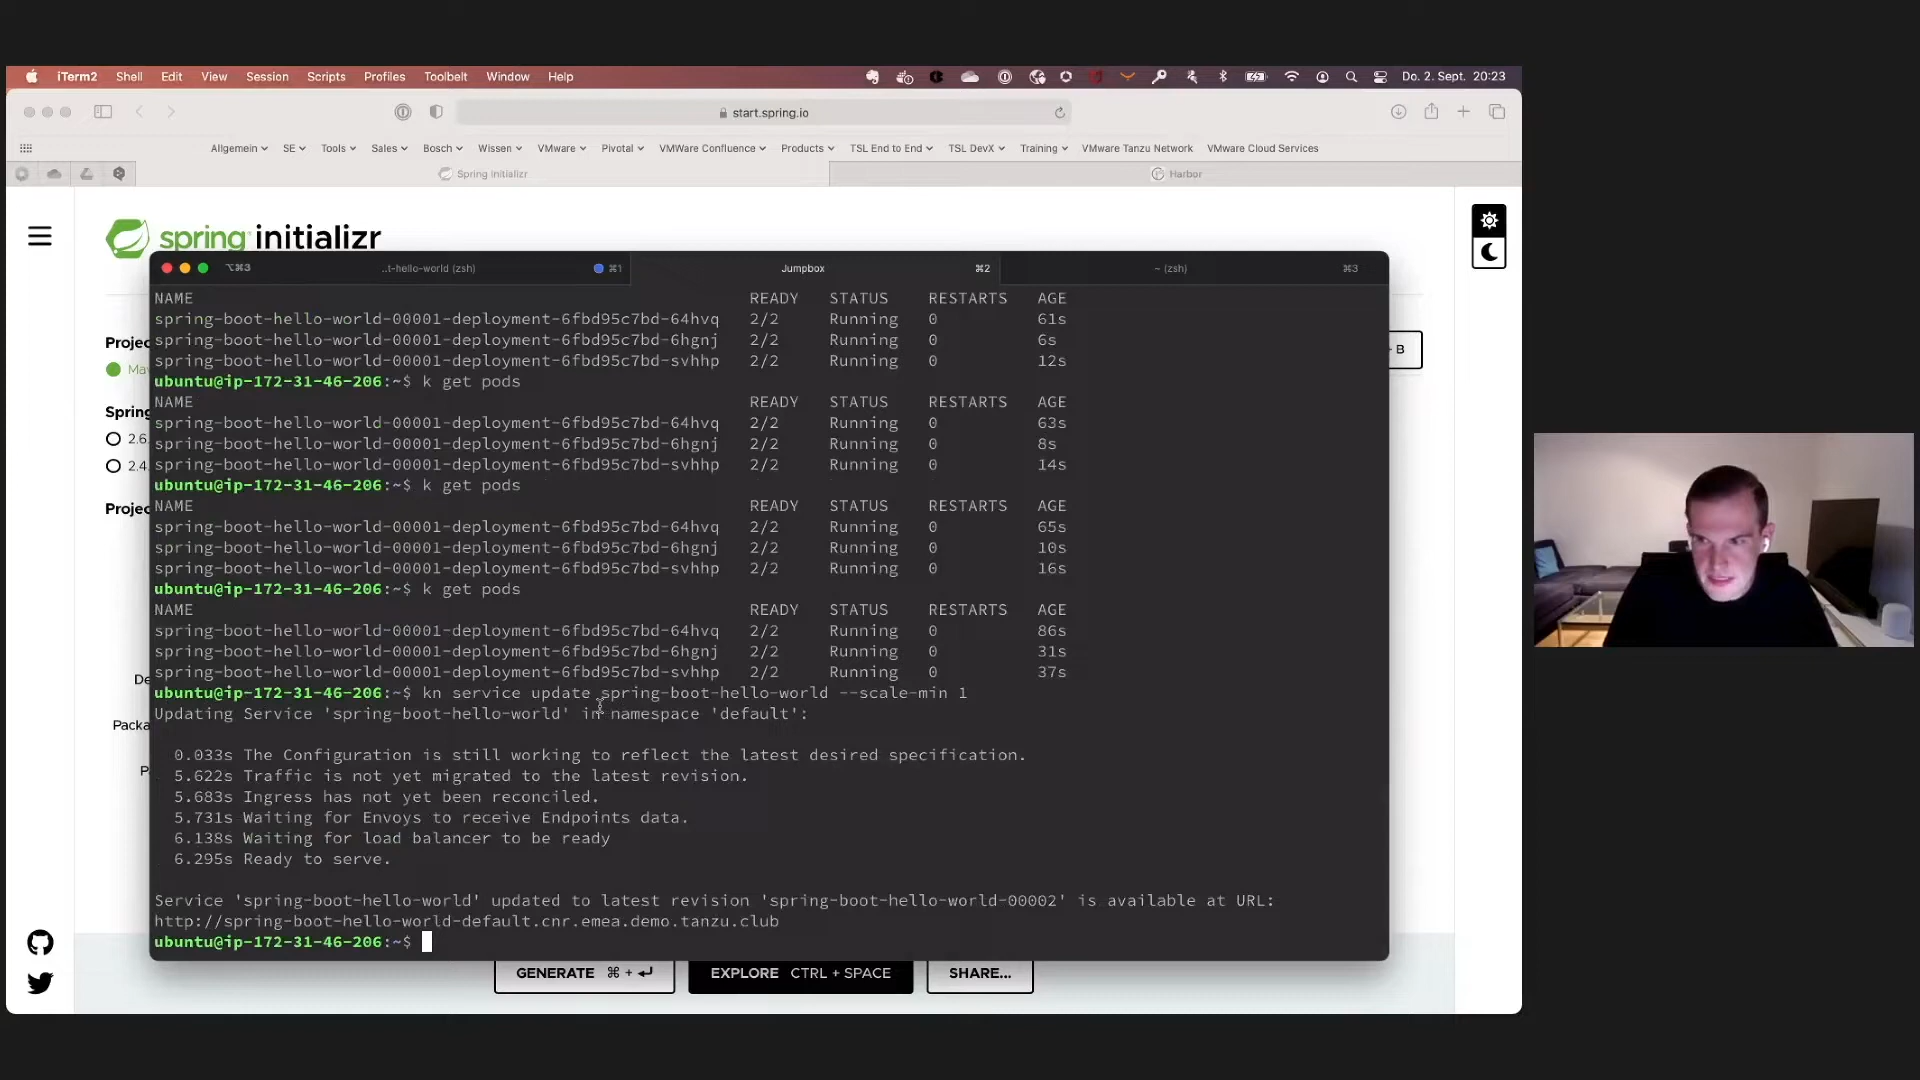 iTerm2 Shell Edit View Session Scripts Profiles Toolbelt Window Help Do. 2. Sept. 20:23
start.spring.io
Allgemein SE Tools Sales Bosch Wissen VMware Pivotal VMWare Confluence Products TSL End to End TSL DevX Training VMware Tanzu Network VMware Cloud Services
Spring Initializr Harbor
spring initializr
⌥⌘3 ..t-hello-world (zsh) ⌘1 Jumpbox ⌘2 ~ (zsh) ⌘3
NAME READY STATUS RESTARTS AGE
spring-boot-hello-world-00001-deployment-6fbd95c7bd-64hvq 2/2 Running 0 61s
spring-boot-hello-world-00001-deployment-6fbd95c7bd-6hgnj 2/2 Running 0 6s
spring-boot-hello-world-00001-deployment-6fbd95c7bd-svhhp 2/2 Running 0 12s
ubuntu@ip-172-31-46-206:~$ k get pods
NAME READY STATUS RESTARTS AGE
spring-boot-hello-world-00001-deployment-6fbd95c7bd-64hvq 2/2 Running 0 63s
spring-boot-hello-world-00001-deployment-6fbd95c7bd-6hgnj 2/2 Running 0 8s
spring-boot-hello-world-00001-deployment-6fbd95c7bd-svhhp 2/2 Running 0 14s
ubuntu@ip-172-31-46-206:~$ k get pods
NAME READY STATUS RESTARTS AGE
spring-boot-hello-world-00001-deployment-6fbd95c7bd-64hvq 2/2 Running 0 65s
spring-boot-hello-world-00001-deployment-6fbd95c7bd-6hgnj 2/2 Running 0 10s
spring-boot-hello-world-00001-deployment-6fbd95c7bd-svhhp 2/2 Running 0 16s
ubuntu@ip-172-31-46-206:~$ k get pods
NAME READY STATUS RESTARTS AGE
spring-boot-hello-world-00001-deployment-6fbd95c7bd-64hvq 2/2 Running 0 86s
spring-boot-hello-world-00001-deployment-6fbd95c7bd-6hgnj 2/2 Running 0 31s
spring-boot-hello-world-00001-deployment-6fbd95c7bd-svhhp 2/2 Running 0 37s
ubuntu@ip-172-31-46-206:~$ kn service update spring-boot-hello-world --scale-min 1
Updating Service 'spring-boot-hello-world' in namespace 'default':
0.033s The Configuration is still working to reflect the latest desired specification.
5.622s Traffic is not yet migrated to the latest revision.
5.683s Ingress has not yet been reconciled.
5.731s Waiting for Envoys to receive Endpoints data.
6.138s Waiting for load balancer to be ready
6.295s Ready to serve.
Service 'spring-boot-hello-world' updated to latest revision 'spring-boot-hello-world-00002' is available at URL:
http://spring-boot-hello-world-default.cnr.emea.demo.tanzu.club
ubuntu@ip-172-31-46-206:~$
Projec
Mav
Spring
2.6.
2.4.
Projec
De
Packa
P
+ B
GENERATE ⌘ + ↵ EXPLORE CTRL + SPACE SHARE...